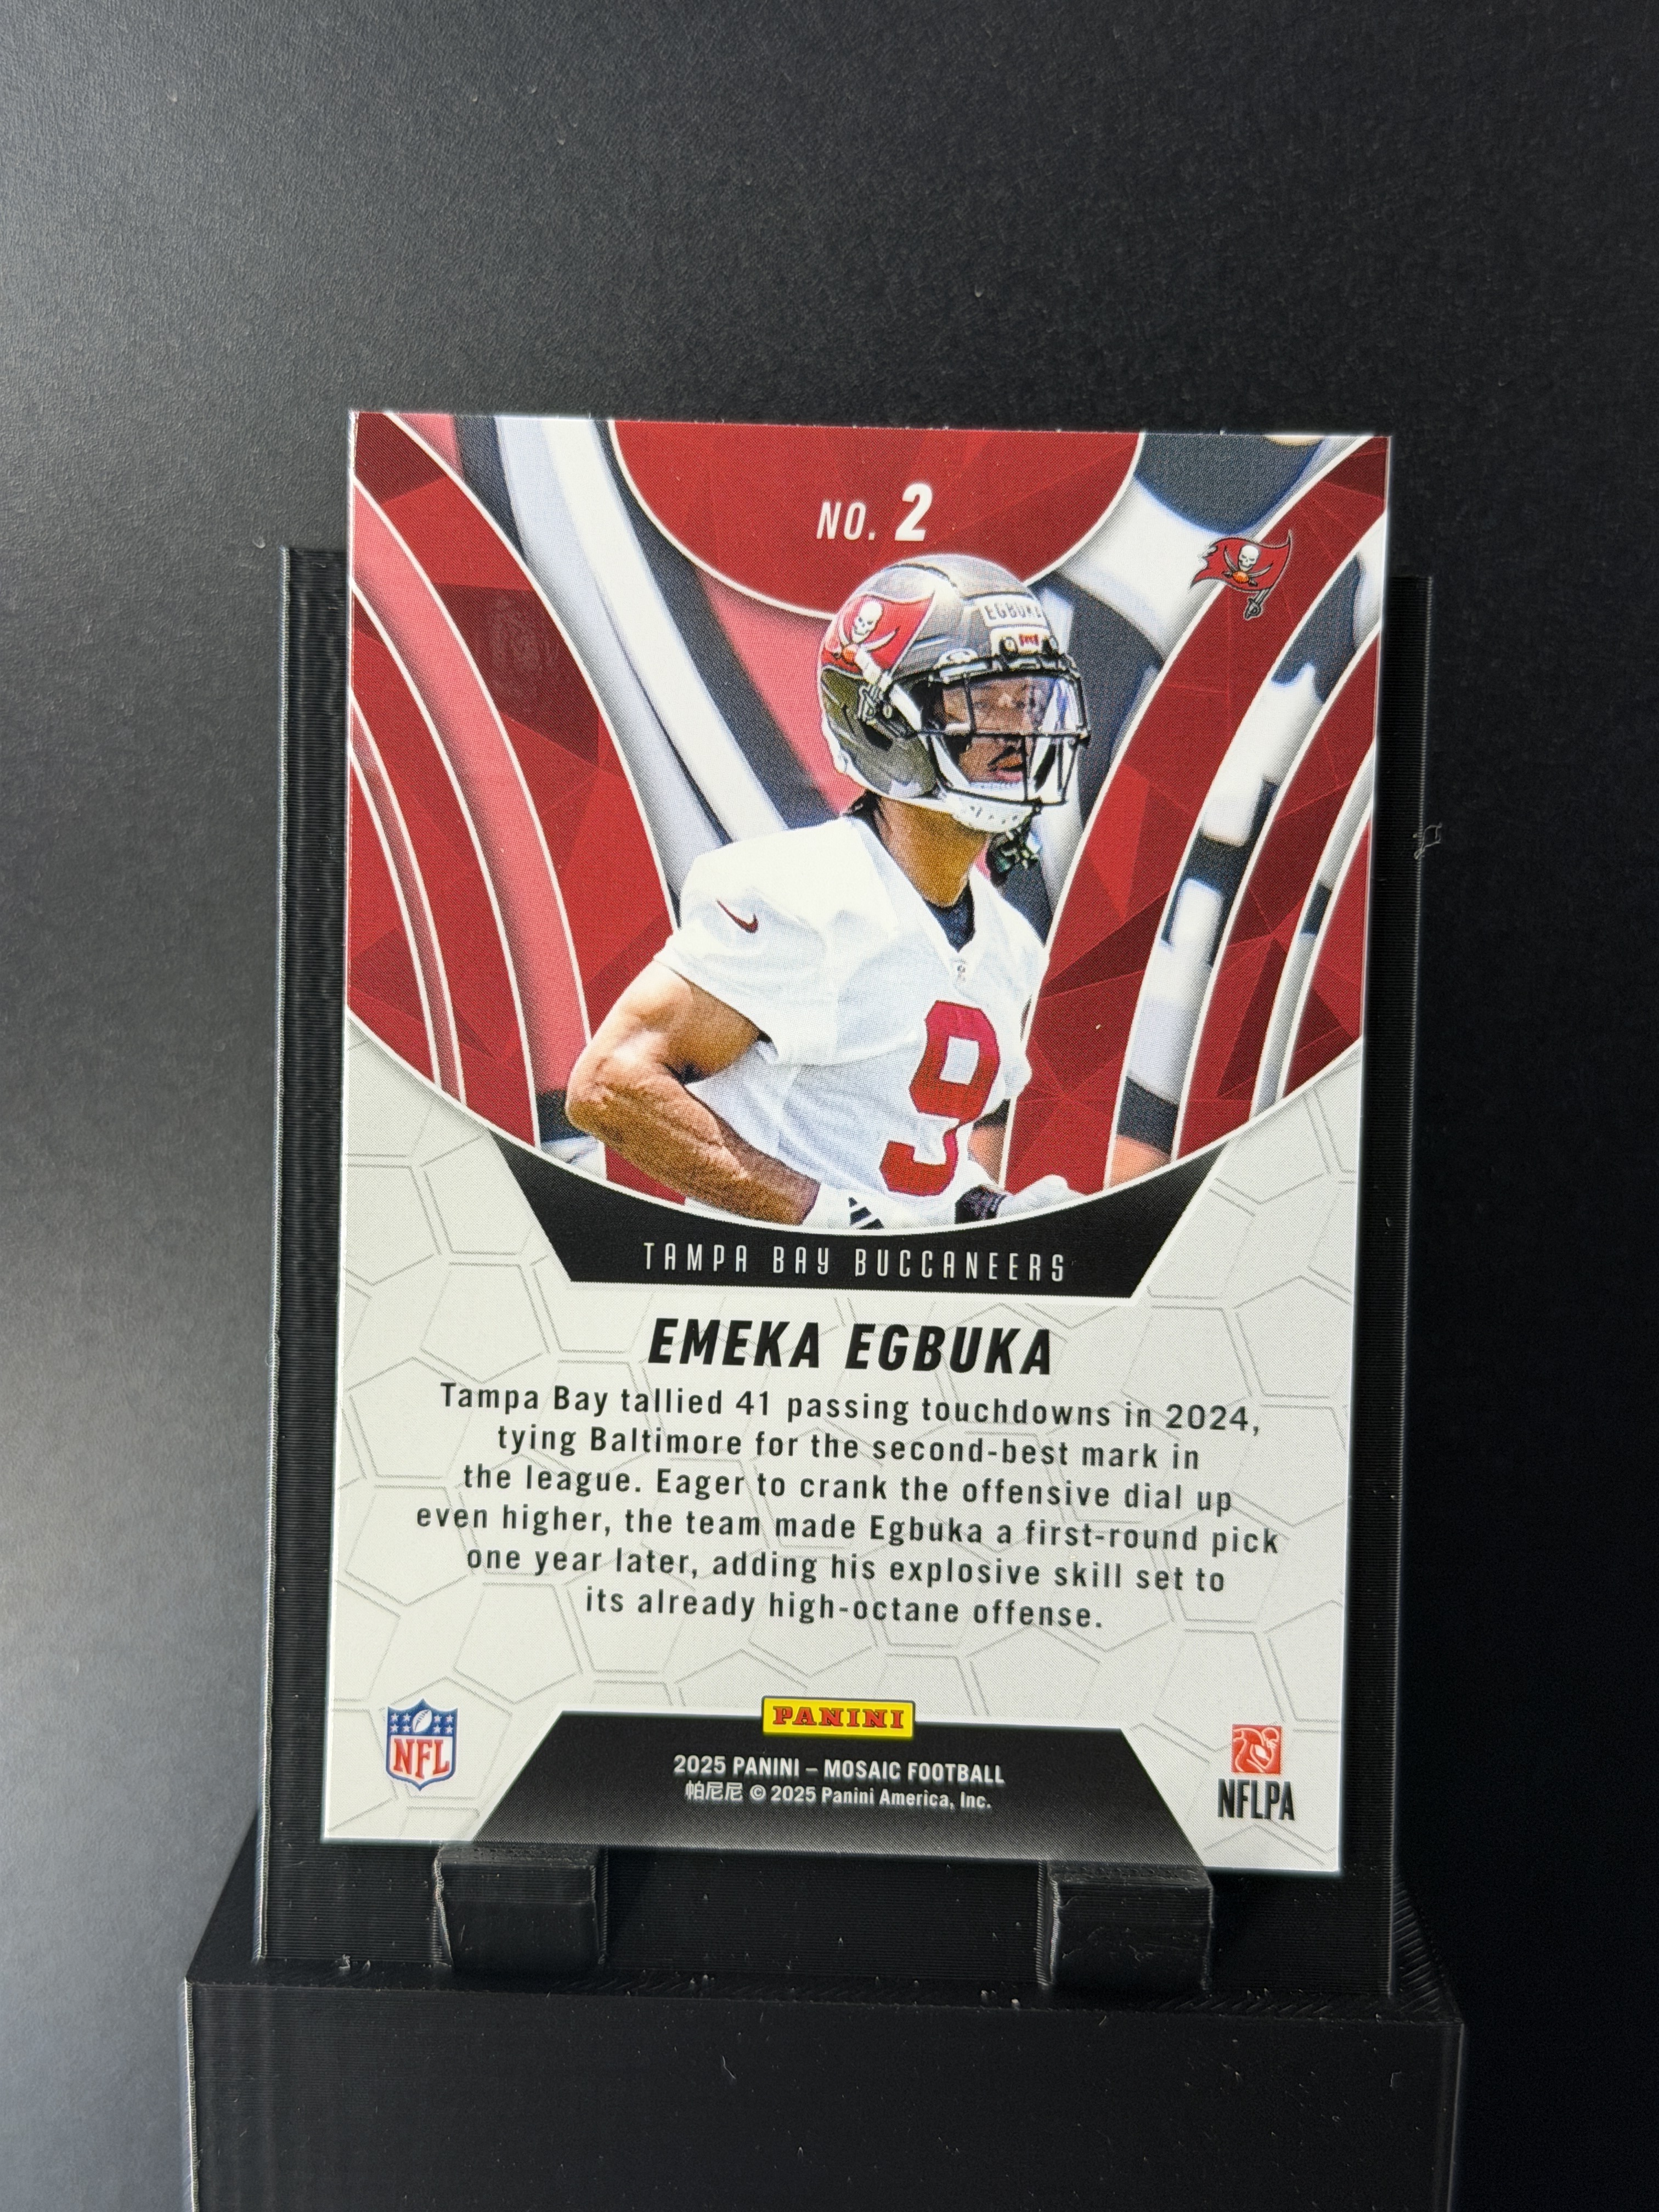 NO. 2
EGBUKA
9
TAMPA BAY BUCCANEERS
EMEKA EGBUKA
Tampa Bay tallied 41 passing touchdowns in 2024,
tying Baltimore for the second-best mark in
the league. Eager to crank the offensive dial up
even higher, the team made Egbuka a first-round pick
one year later, adding his explosive skill set to
its already high-octane offense.
PANINI
2025 PANINI – MOSAIC FOOTBALL
帕尼尼 © 2025 Panini America, Inc.
NFL
NFLPA